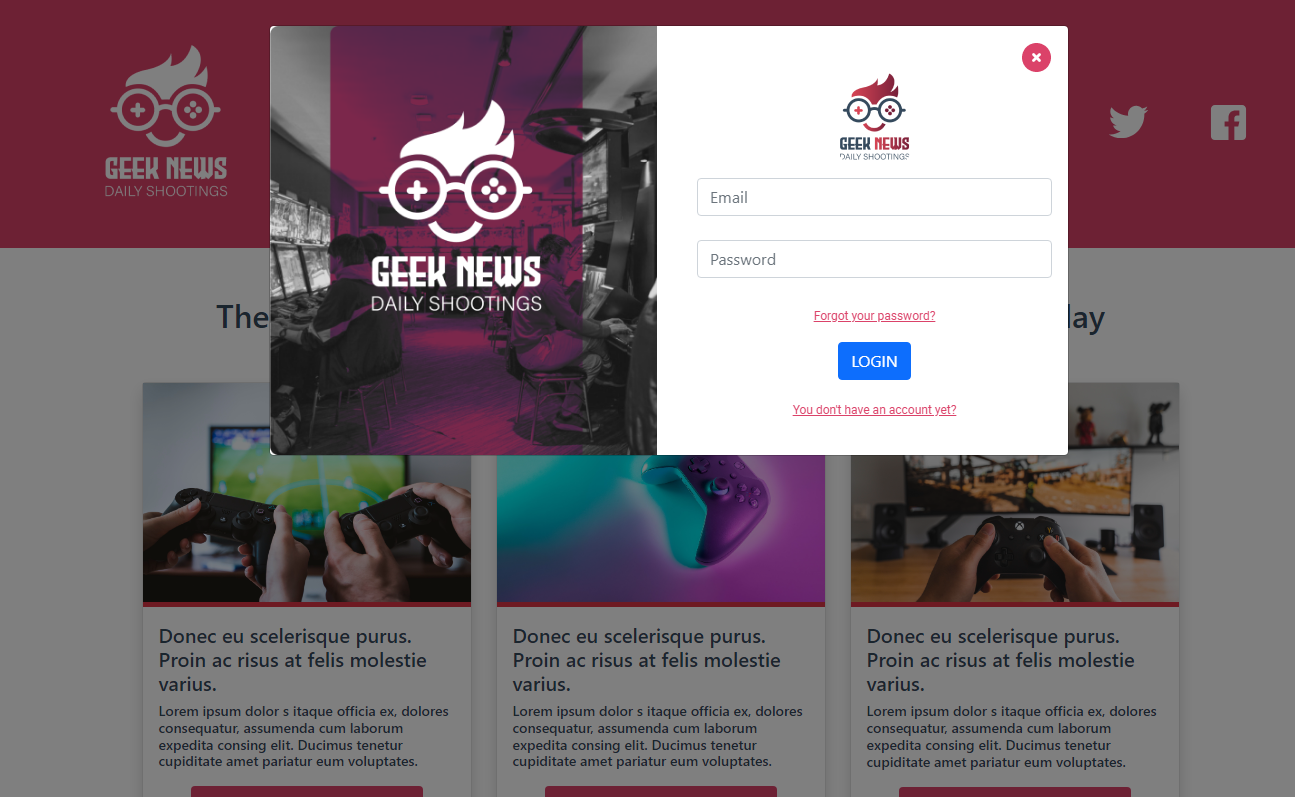 GEEK NEWS
DAILY SHOOTINGS
GEEK NEWS
DAILY SHOOTINGS
GEEK NEWS
DAILY SHOOTINGS
Email
Password
Forgot your password?
LOGIN
You don't have an account yet?
The
lay
Donec eu scelerisque purus.
Proin ac risus at felis molestie
varius.
Lorem ipsum dolor s itaque officia ex, dolores
consequatur, assumenda cum laborum
expedita consing elit. Ducimus tenetur
cupiditate amet pariatur eum voluptates.
Donec eu scelerisque purus.
Proin ac risus at felis molestie
varius.
Lorem ipsum dolor s itaque officia ex, dolores
consequatur, assumenda cum laborum
expedita consing elit. Ducimus tenetur
cupiditate amet pariatur eum voluptates.
Donec eu scelerisque purus.
Proin ac risus at felis molestie
varius.
Lorem ipsum dolor s itaque officia ex, dolores
consequatur, assumenda cum laborum
expedita consing elit. Ducimus tenetur
cupiditate amet pariatur eum voluptates.